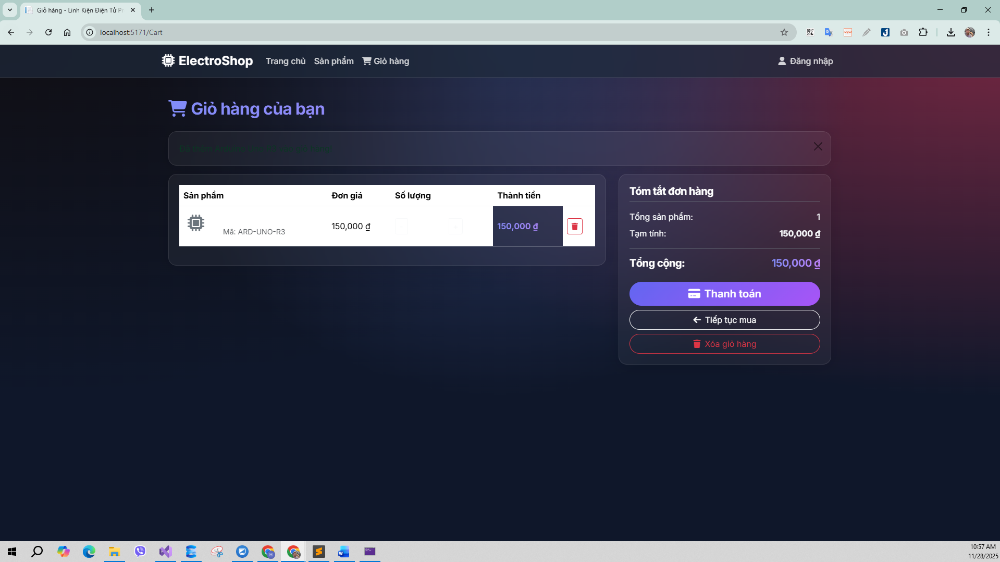 Giỏ hàng - Linh Kiện Điện Tử Pr
localhost:5171/Cart
ElectroShop Trang chủ Sản phẩm Giỏ hàng Đăng nhập
Giỏ hàng của bạn
Đã thêm Arduino Uno R3 vào giỏ hàng!
Sản phẩm Đơn giá Số lượng Thành tiền
Mã: ARD-UNO-R3 150,000 ₫ - + 150,000 ₫
Tóm tắt đơn hàng
Tổng sản phẩm: 1
Tạm tính: 150,000 ₫
Tổng cộng: 150,000 ₫
Thanh toán
Tiếp tục mua
Xóa giỏ hàng
10:57 AM
11/28/2025